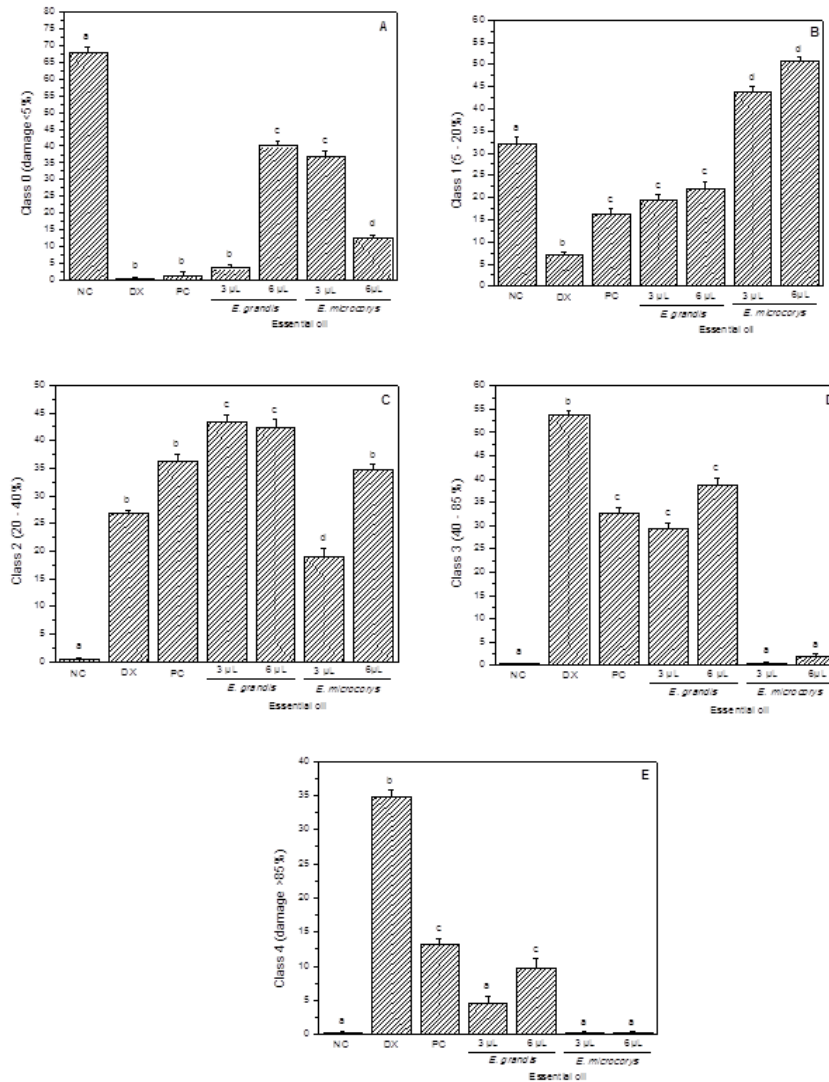 A
Class 0 (damage<5%)
75
70
65
60
55
50
45
40
35
30
25
20
15
10
5
0
a
b
b
b
c
c
d
NC
DX
PC
3 µL
6 µL
3 µL
6µL
E. grandis
E. microcorys
Essential oil
B
Class 1 (5 - 20%)
60
55
50
45
40
35
30
25
20
15
10
5
0
a
b
c
c
c
d
d
NC
DX
PC
3 µL
6 µL
3 µL
6µL
E. grandis
E. microcorys
Essential oil
C
Class 2 (20 - 40%)
50
45
40
35
30
25
20
15
10
5
0
a
b
b
c
c
d
b
NC
DX
PC
3 µL
6 µL
3 µL
6µL
E. grandis
E. microcorys
Essential oil
D
Class 3 (40 - 85%)
60
55
50
45
40
35
30
25
20
15
10
5
0
a
b
c
c
c
a
a
NC
DX
PC
3 µL
6 µL
3 µL
6µL
E. grandis
E. microcorys
Essential oil
E
Class 4 (damage >85%)
40
35
30
25
20
15
10
5
0
a
b
c
a
c
a
a
NC
DX
PC
3 µL
6 µL
3 µL
6 µL
E. grandis
E. microcorys
Essential oil